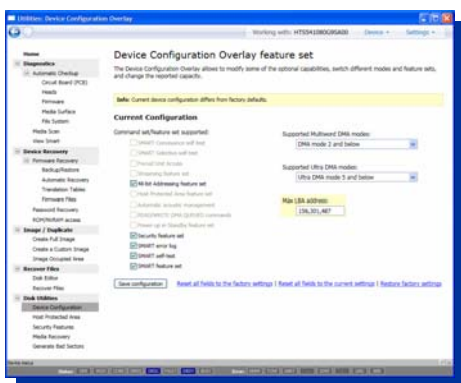 Utilities: Device Configuration Overlay
Working with: HTS541080G9SA00
Device
Settings
Home
Diagnostics
Automatic Checkup
Circuit Board (PCB)
Heads
Firmware
Media Surface
File System
Media Scan
View Smart
Device Recovery
Firmware Recovery
Backup/Restore
Automatic Recovery
Translation Tables
Firmware Files
Password Recovery
ROM/NVRAM access
Image / Duplicate
Create Full Image
Create a Custom Image
Image Occupied Area
Recover Files
Disk Editor
Recover Files
Disk Utilities
Device Configuration
Host Protected Area
Security Features
Media Recovery
Generate Bad Sectors
Device Configuration Overlay feature set
The Device Configuration Overlay allows to modify some of the optional capabilities, switch different modes and feature sets,
and change the reported capacity.
Info: Current device configuration differs from factory defaults.
Current Configuration
Command set/feature set supported:
SMART Conveyance self test
SMART Selective self test
Forced Unit Access
Streaming feature set
48-bit Addressing feature set
Host Protected Area feature set
Automatic acoustic management
READ/WRITE DMA QUEUED commands
Power-up in Standby feature set
Security feature set
SMART error log
SMART self-test
SMART feature set
Supported Multiword DMA modes:
DMA mode 2 and below
Supported Ultra DMA modes:
Ultra DMA mode 5 and below
Max LBA address:
156,301,487
Save configuration
Reset all fields to the factory settings | Reset all fields to the current settings | Restore factory settings